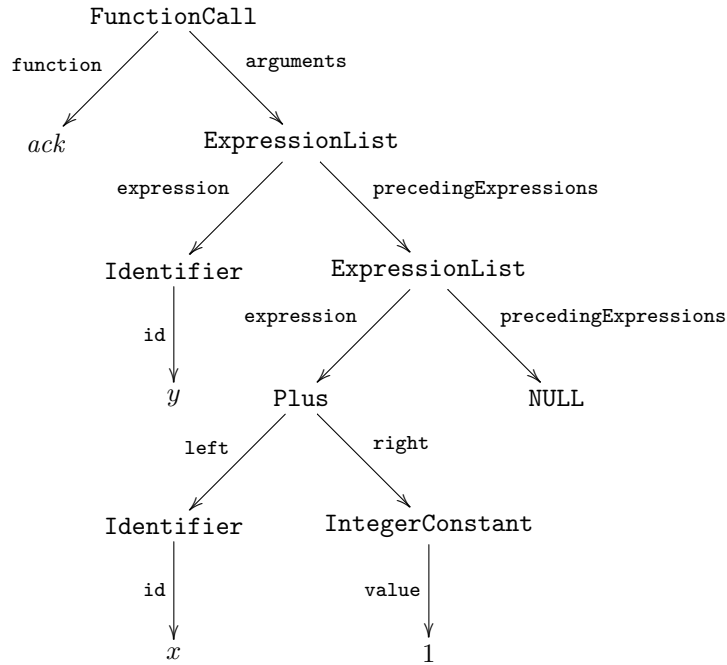 FunctionCall
function arguments
ack
ExpressionList
expression precedingExpressions
Identifier ExpressionList
id expression precedingExpressions
y Plus NULL
left right
Identifier IntegerConstant
id value
x 1